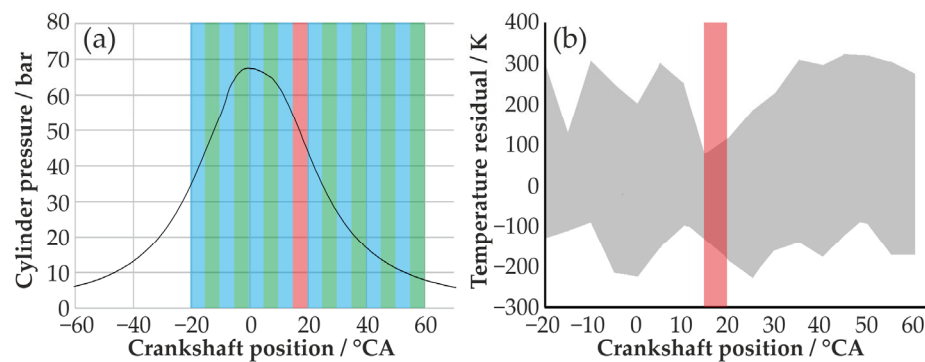 (a)
Cylinder pressure / bar
80
70
60
50
40
30
20
10
0
−60 −40 −20 0 20 40 60
Crankshaft position / °CA
(b)
Temperature residual / K
400
300
200
100
0
−100
−200
−300
−20 −10 0 10 20 30 40 50 60
Crankshaft position / °CA